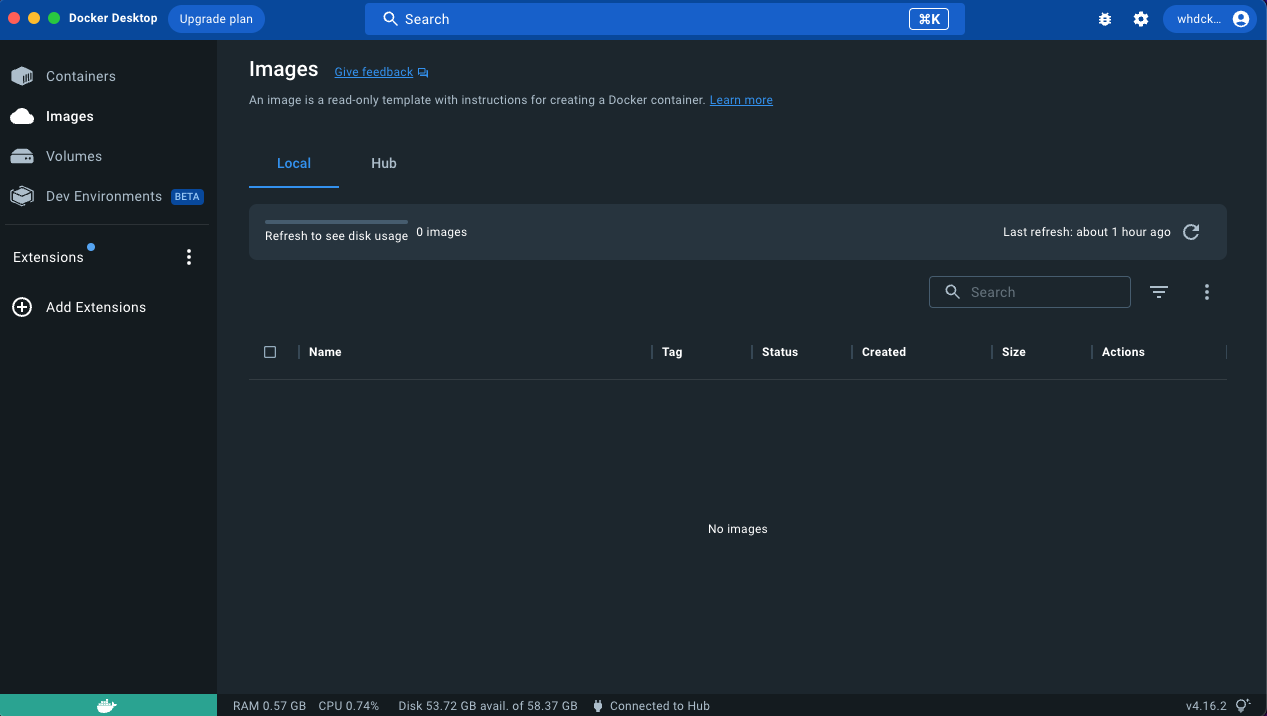 Docker Desktop Upgrade plan Search ⌘K whdck...
Containers
Images
Volumes
Dev Environments BETA
Extensions
Add Extensions
Images Give feedback
An image is a read-only template with instructions for creating a Docker container. Learn more
Local Hub
Refresh to see disk usage 0 images Last refresh: about 1 hour ago
Search
Name Tag Status Created Size Actions
No images
RAM 0.57 GB CPU 0.74% Disk 53.72 GB avail. of 58.37 GB Connected to Hub v4.16.2